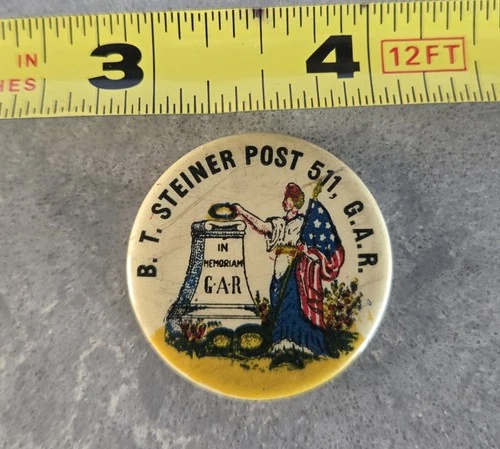 IN
HES
3
4
12FT
B. T. STEINER POST 511, G.A.R.
IN
MEMORIAM
G·A·R